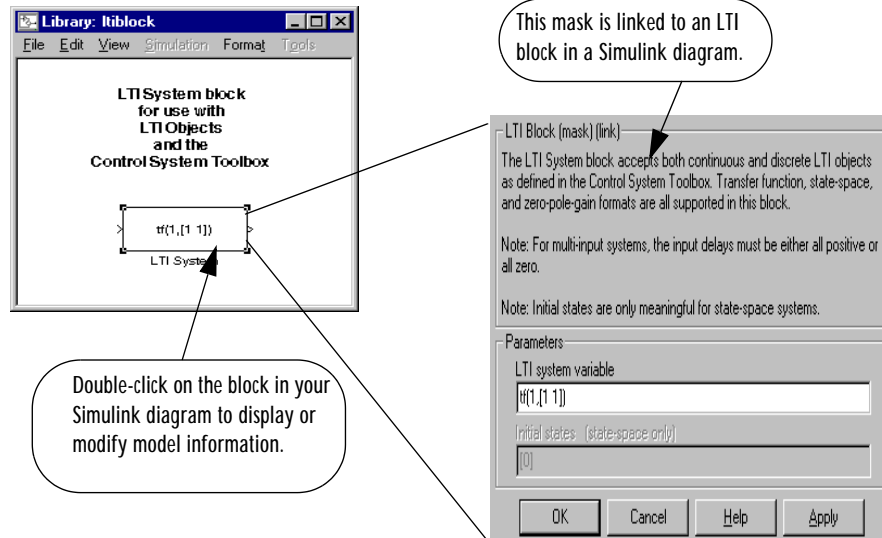 Library: ltiblock
File Edit View Simulation Format Tools
LTI System block
for use with
LTI Objects
and the
Control System Toolbox
tf(1,[1 1])
LTI System
Double-click on the block in your
Simulink diagram to display or
modify model information.
This mask is linked to an LTI
block in a Simulink diagram.
LTI Block (mask) (link)
The LTI System block accepts both continuous and discrete LTI objects
as defined in the Control System Toolbox. Transfer function, state-space,
and zero-pole-gain formats are all supported in this block.
Note: For multi-input systems, the input delays must be either all positive or
all zero.
Note: Initial states are only meaningful for state-space systems.
Parameters
LTI system variable
tf(1,[1 1])
Initial states (state-space only)
[0]
OK Cancel Help Apply